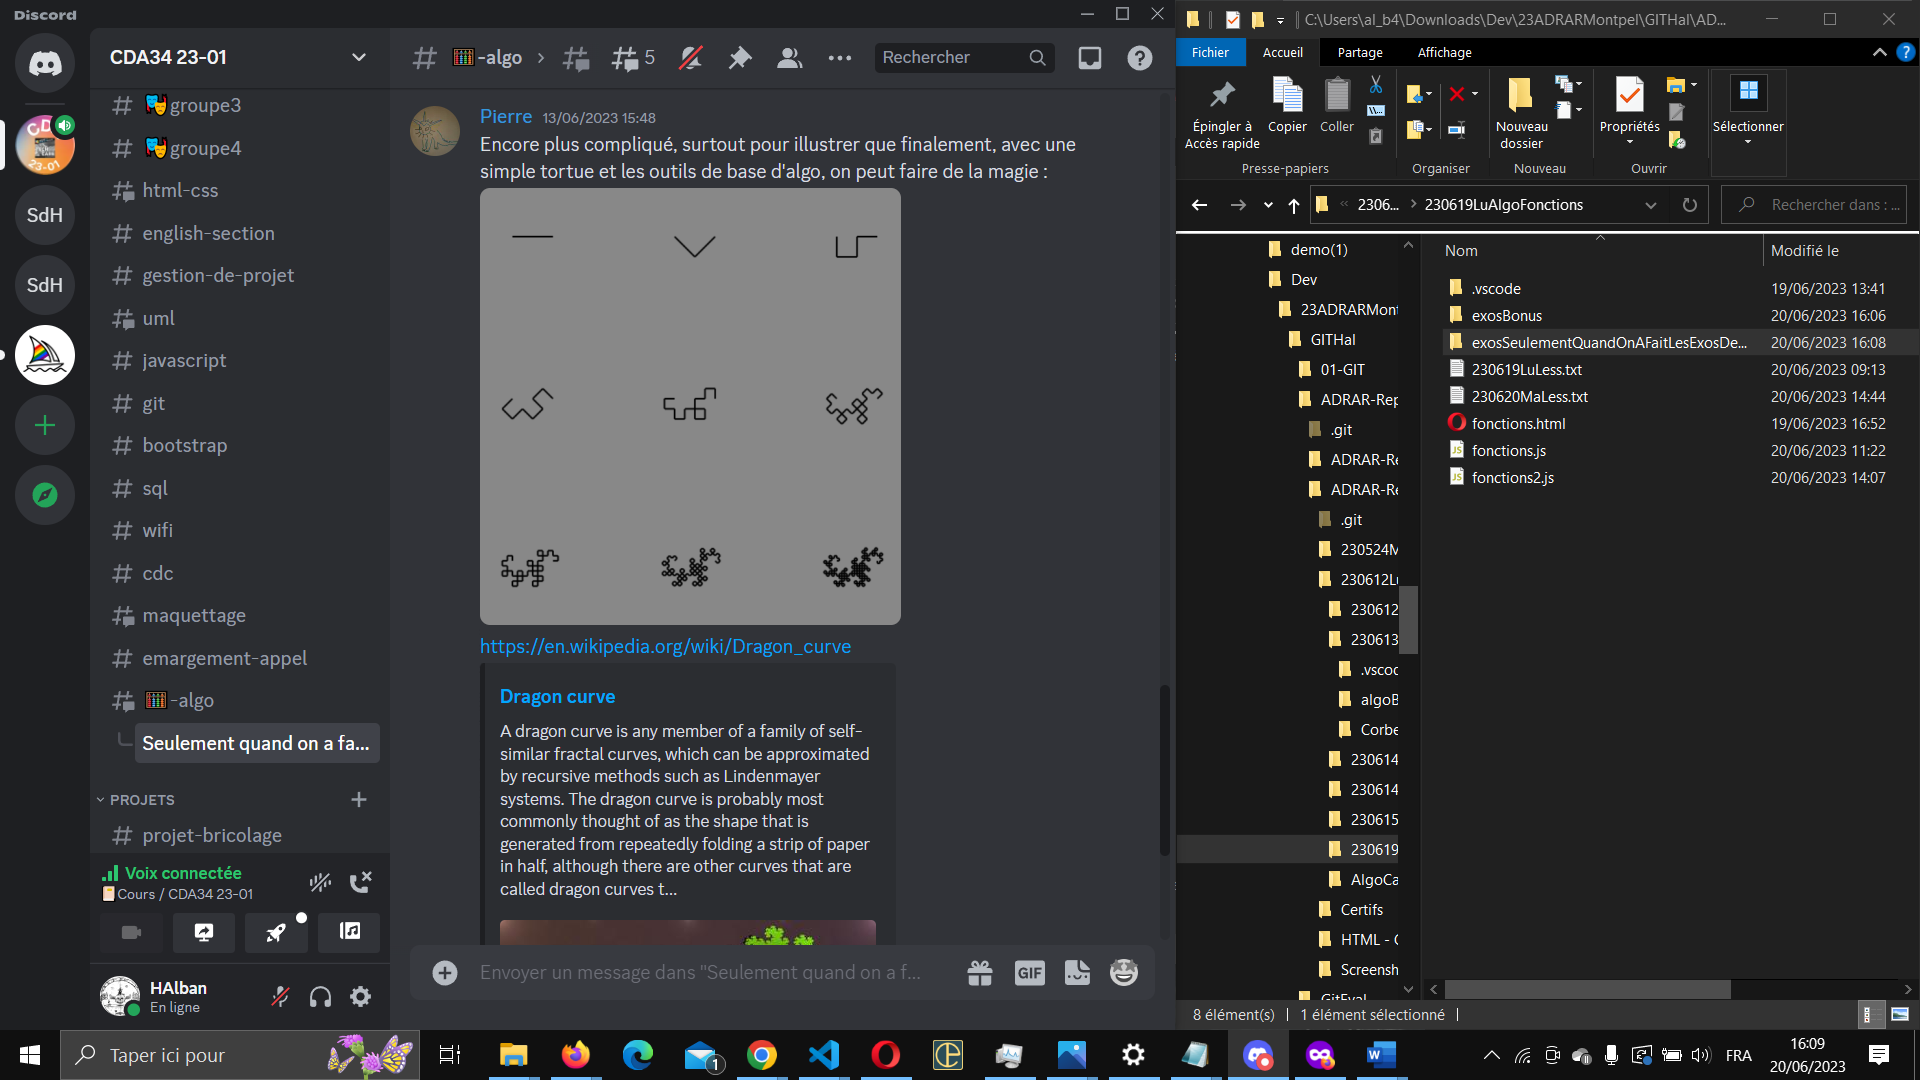 Discord
CDA34 23-01
groupe3
groupe4
html-css
english-section
gestion-de-projet
uml
javascript
git
bootstrap
sql
wifi
cdc
maquettage
emargement-appel
-algo
Seulement quand on a fa...
PROJETS
projet-bricolage
SdH
SdH
Voix connectée
Cours / CDA34 23-01
HAlban
En ligne
-algo
5
Rechercher
Pierre 13/06/2023 15:48
Encore plus compliqué, surtout pour illustrer que finalement, avec une
simple tortue et les outils de base d'algo, on peut faire de la magie :
https://en.wikipedia.org/wiki/Dragon_curve
Dragon curve
A dragon curve is any member of a family of self-
similar fractal curves, which can be approximated
by recursive methods such as Lindenmayer
systems. The dragon curve is probably most
commonly thought of as the shape that is
generated from repeatedly folding a strip of paper
in half, although there are other curves that are
called dragon curves t...
Envoyer un message dans "Seulement quand on a f...
GIF
C:\Users\al_b4\Downloads\Dev\23ADRARMontpel\GITHal\AD...
Fichier
Accueil
Partage
Affichage
Épingler à
Accès rapide
Copier
Coller
Nouveau
dossier
Propriétés
Sélectionner
Presse-papiers
Organiser
Nouveau
Ouvrir
2306...
230619LuAlgoFonctions
Rechercher dans : ...
demo(1)
Dev
23ADRARMont
GITHal
01-GIT
ADRAR-Rep
.git
ADRAR-Re
ADRAR-Re
.git
230524M
230612Lu
230612
230613
.vscod
algoB
Corbe
230614
230614
230615
230619
AlgoCa
Certifs
HTML - C
Screensh
GitEval
Nom
Modifié le
.vscode 19/06/2023 13:41
exosBonus 20/06/2023 16:06
exosSeulementQuandOnAFaitLesExosDe... 20/06/2023 16:08
230619LuLess.txt 20/06/2023 09:13
230620MaLess.txt 20/06/2023 14:44
fonctions.html 19/06/2023 16:52
fonctions.js 20/06/2023 11:22
fonctions2.js 20/06/2023 14:07
8 élément(s)
1 élément sélectionné
Taper ici pour
1
FRA
16:09
20/06/2023